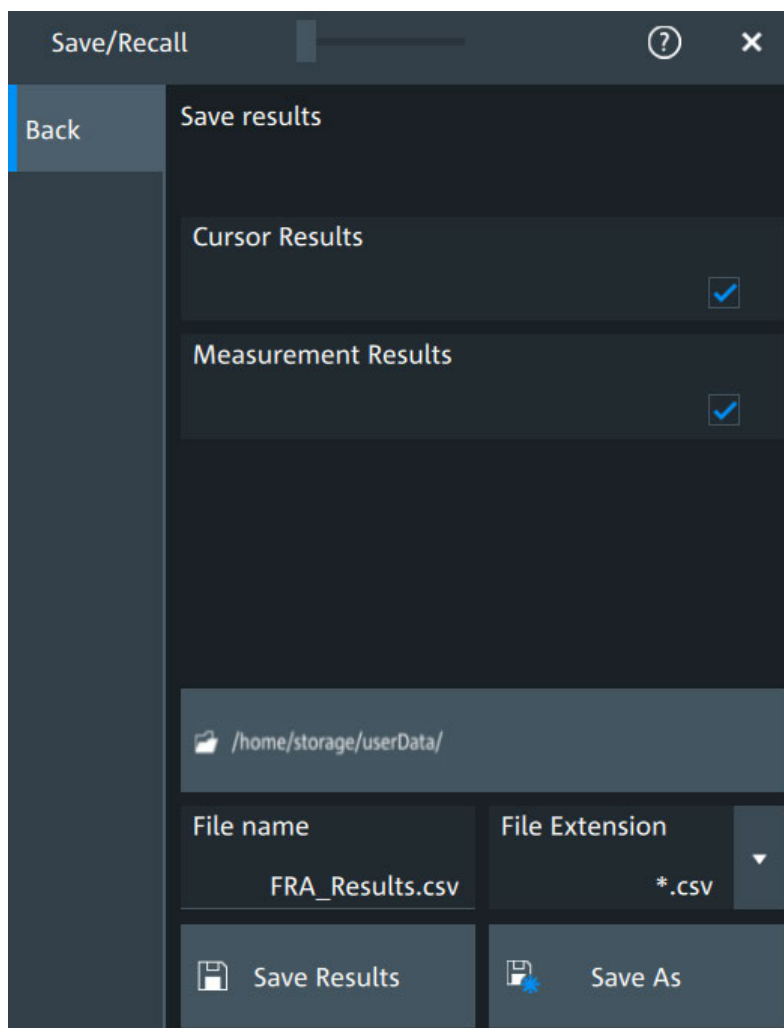 Save/Recall
?
Back
Save results
Cursor Results
Measurement Results
/home/storage/userData/
File name
File Extension
FRA_Results.csv
*.csv
Save Results
Save As